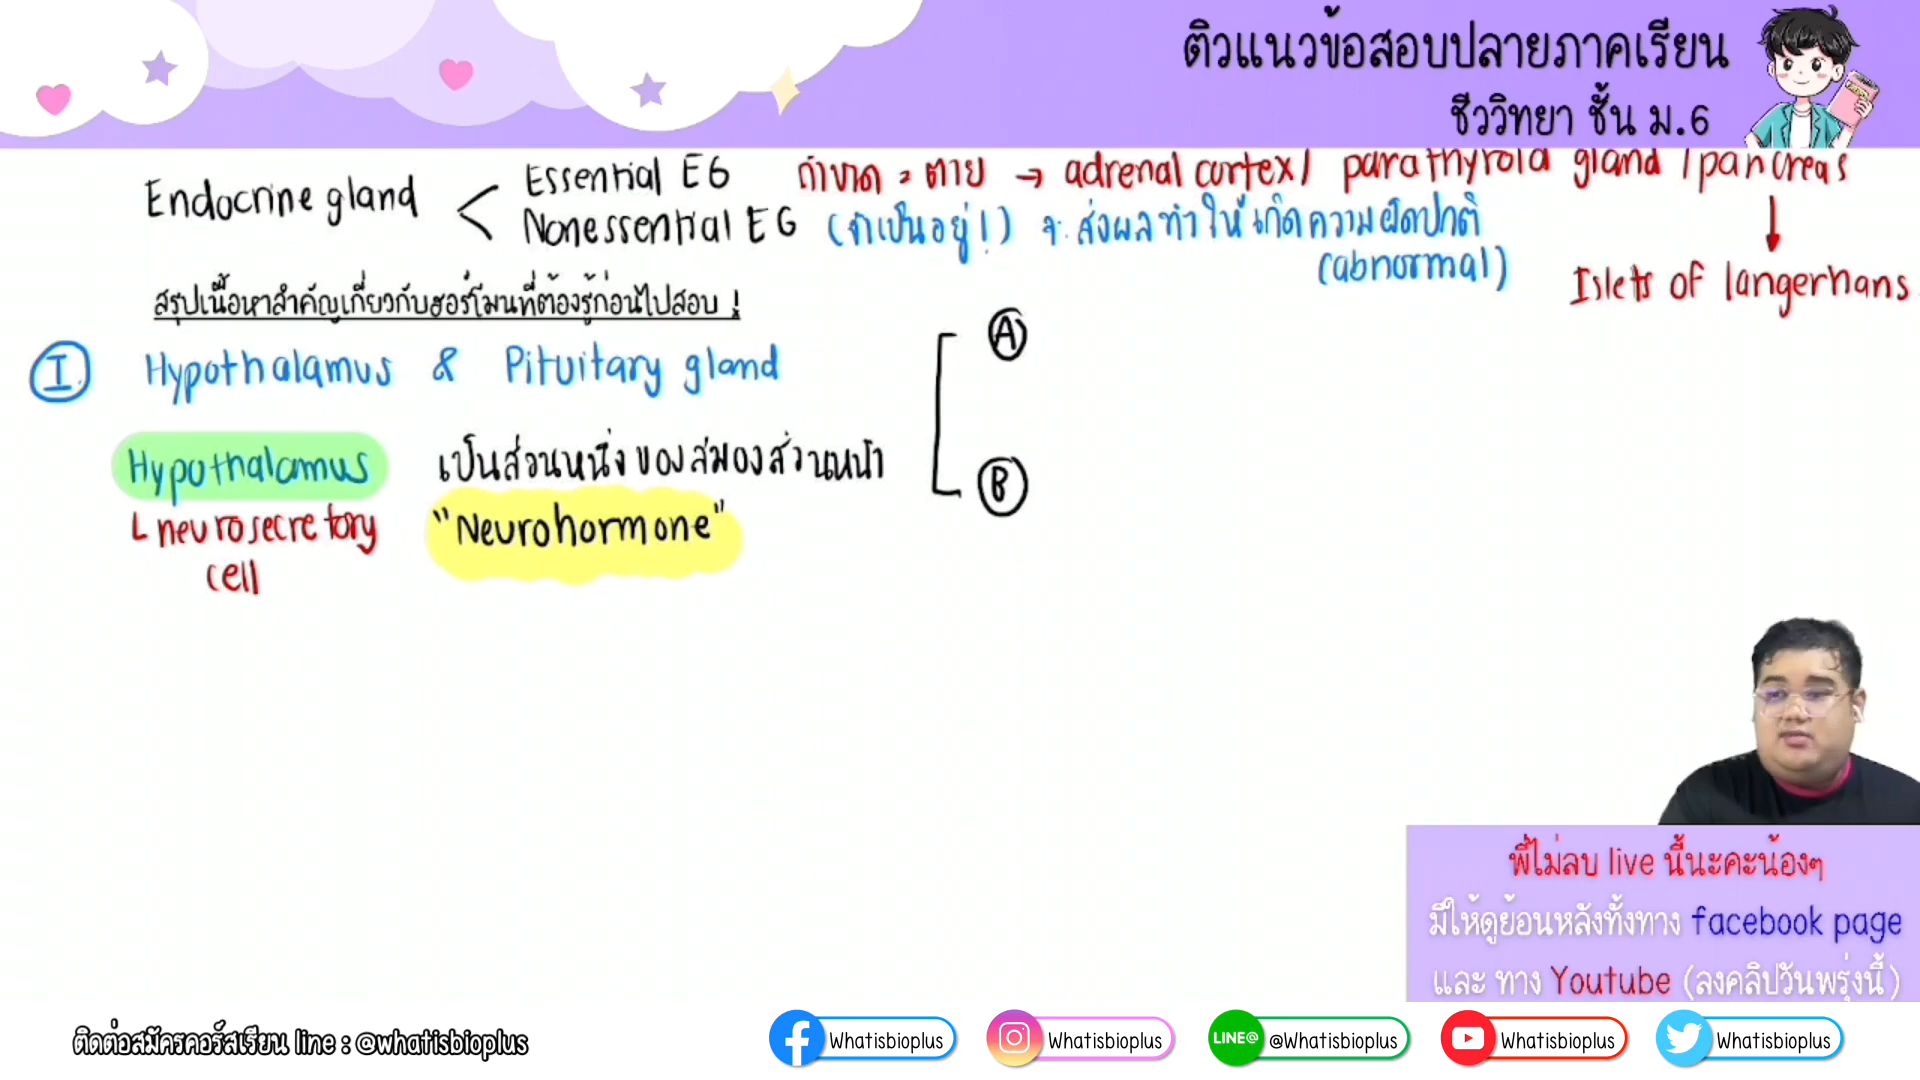 ติวแนวข้อสอบปลายภาคเรียน
ชีววิทยา ชั้น ม.6
Endocrine gland < Essential EG ถ้าขาด = ตาย → adrenal cortex / parathyroid gland / pancreas
Nonessential EG (จำเป็นอยู่!) จะส่งผลทำให้เกิดความผิดปกติ
(abnormal)
Islets of langerhans
สรุปเนื้อหาสำคัญเกี่ยวกับฮอร์โมนที่ต้องรู้ก่อนไปสอบ !
I. Hypothalamus & Pituitary gland
A
Hypothalamus เป็นส่วนหนึ่งของสมองส่วนหน้า
B
neurosecretory "Neurohormone"
cell
พี่ไม่ลบ live นี้นะคะน้องๆ
มีให้ดูย้อนหลังทั้งทาง facebook page
และ ทาง Youtube (ลงคลิปวันพรุ่งนี้)
ติดต่อสมัครคอร์สเรียน line : @whatisbioplus
Whatisbioplus
Whatisbioplus
LINE@ @Whatisbioplus
Whatisbioplus
Whatisbioplus